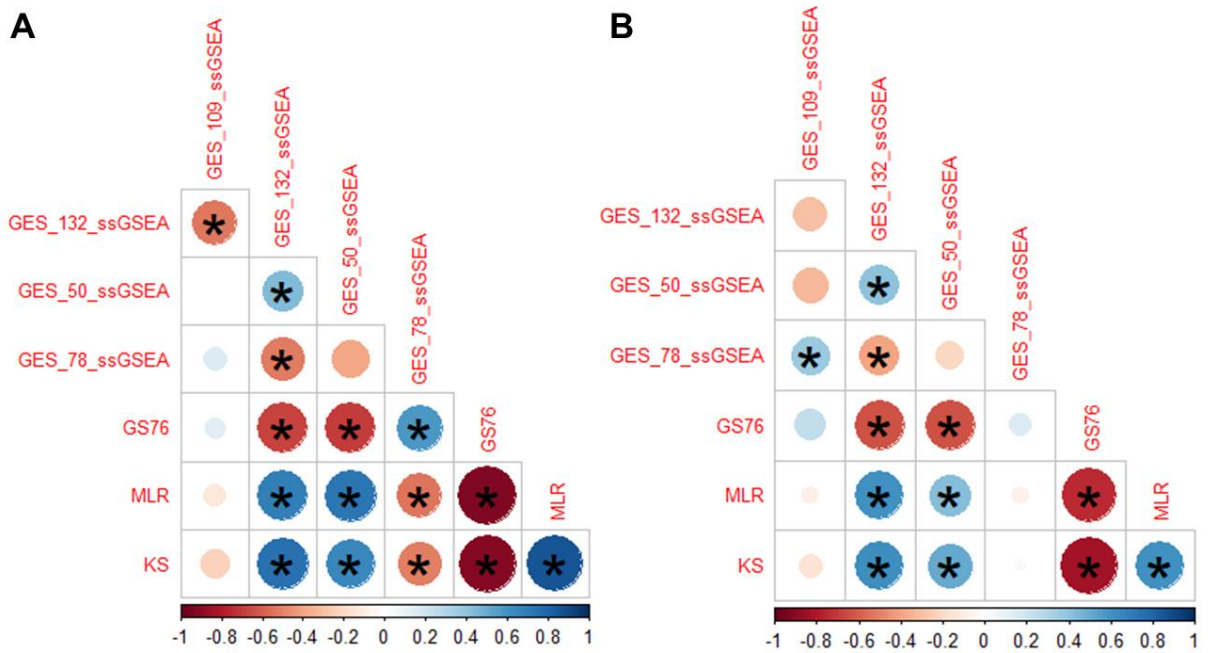 A
GES_109_ssGSEA
GES_132_ssGSEA
GES_50_ssGSEA
GES_78_ssGSEA
GS76
MLR
GES_132_ssGSEA
*
GES_50_ssGSEA
*
GES_78_ssGSEA
*
GS76
* * *
MLR
* * * *
KS
* * * * *
-1 -0.8 -0.6 -0.4 -0.2 0 0.2 0.4 0.6 0.8 1
B
GES_109_ssGSEA
GES_132_ssGSEA
GES_50_ssGSEA
GES_78_ssGSEA
GS76
MLR
GES_132_ssGSEA
GES_50_ssGSEA
*
GES_78_ssGSEA
* *
GS76
* *
MLR
* * *
KS
* * * *
-1 -0.8 -0.6 -0.4 -0.2 0 0.2 0.4 0.6 0.8 1